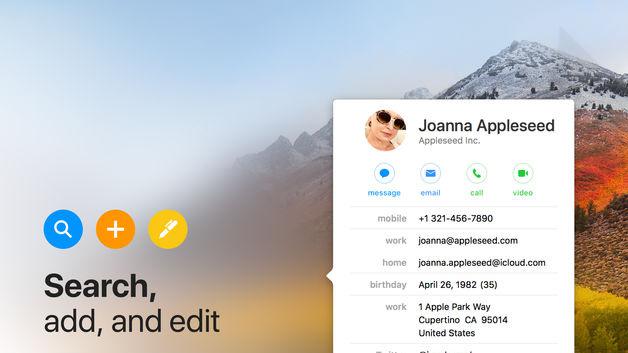 Search,
add, and edit
Joanna Appleseed
Appleseed Inc.
message email call video
mobile +1 321-456-7890
work joanna@appleseed.com
home joanna.appleseed@icloud.com
birthday April 26, 1982 (35)
work 1 Apple Park Way
Cupertino CA 95014
United States